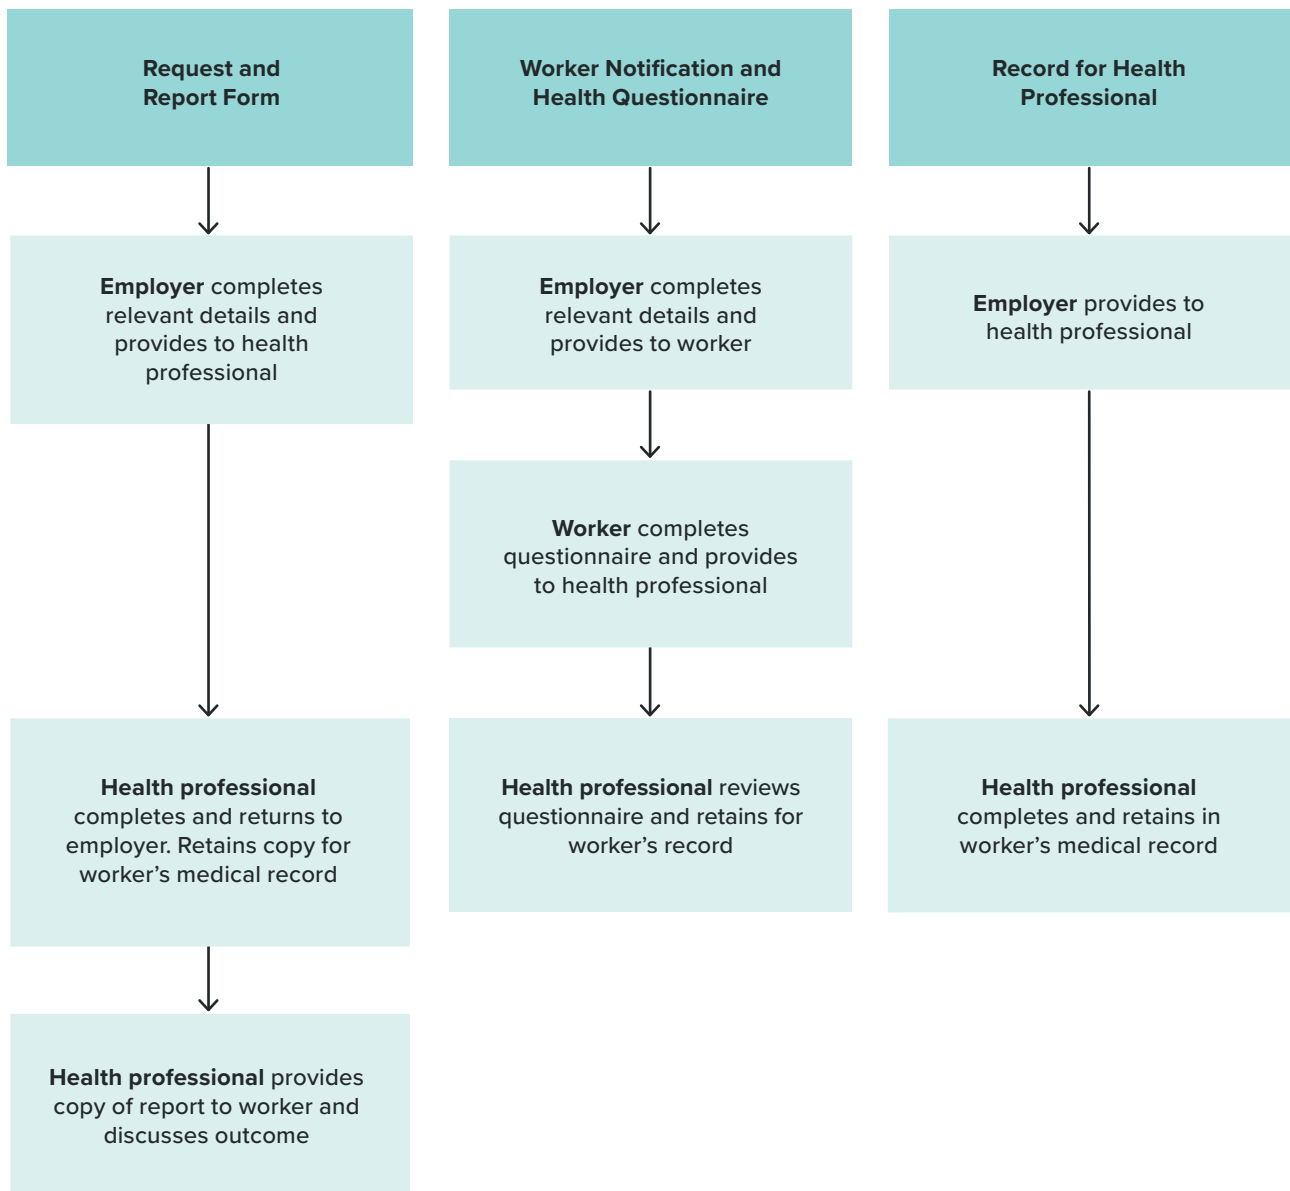 Request and
Report Form
Employer completes
relevant details and
provides to health
professional
Health professional
completes and returns to
employer. Retains copy for
worker’s medical record
Health professional provides
copy of report to worker and
discusses outcome
Worker Notification and
Health Questionnaire
Employer completes
relevant details and
provides to worker
Worker completes
questionnaire and provides
to health professional
Health professional reviews
questionnaire and retains for
worker’s record
Record for Health
Professional
Employer provides to
health professional
Health professional
completes and retains in
worker’s medical record